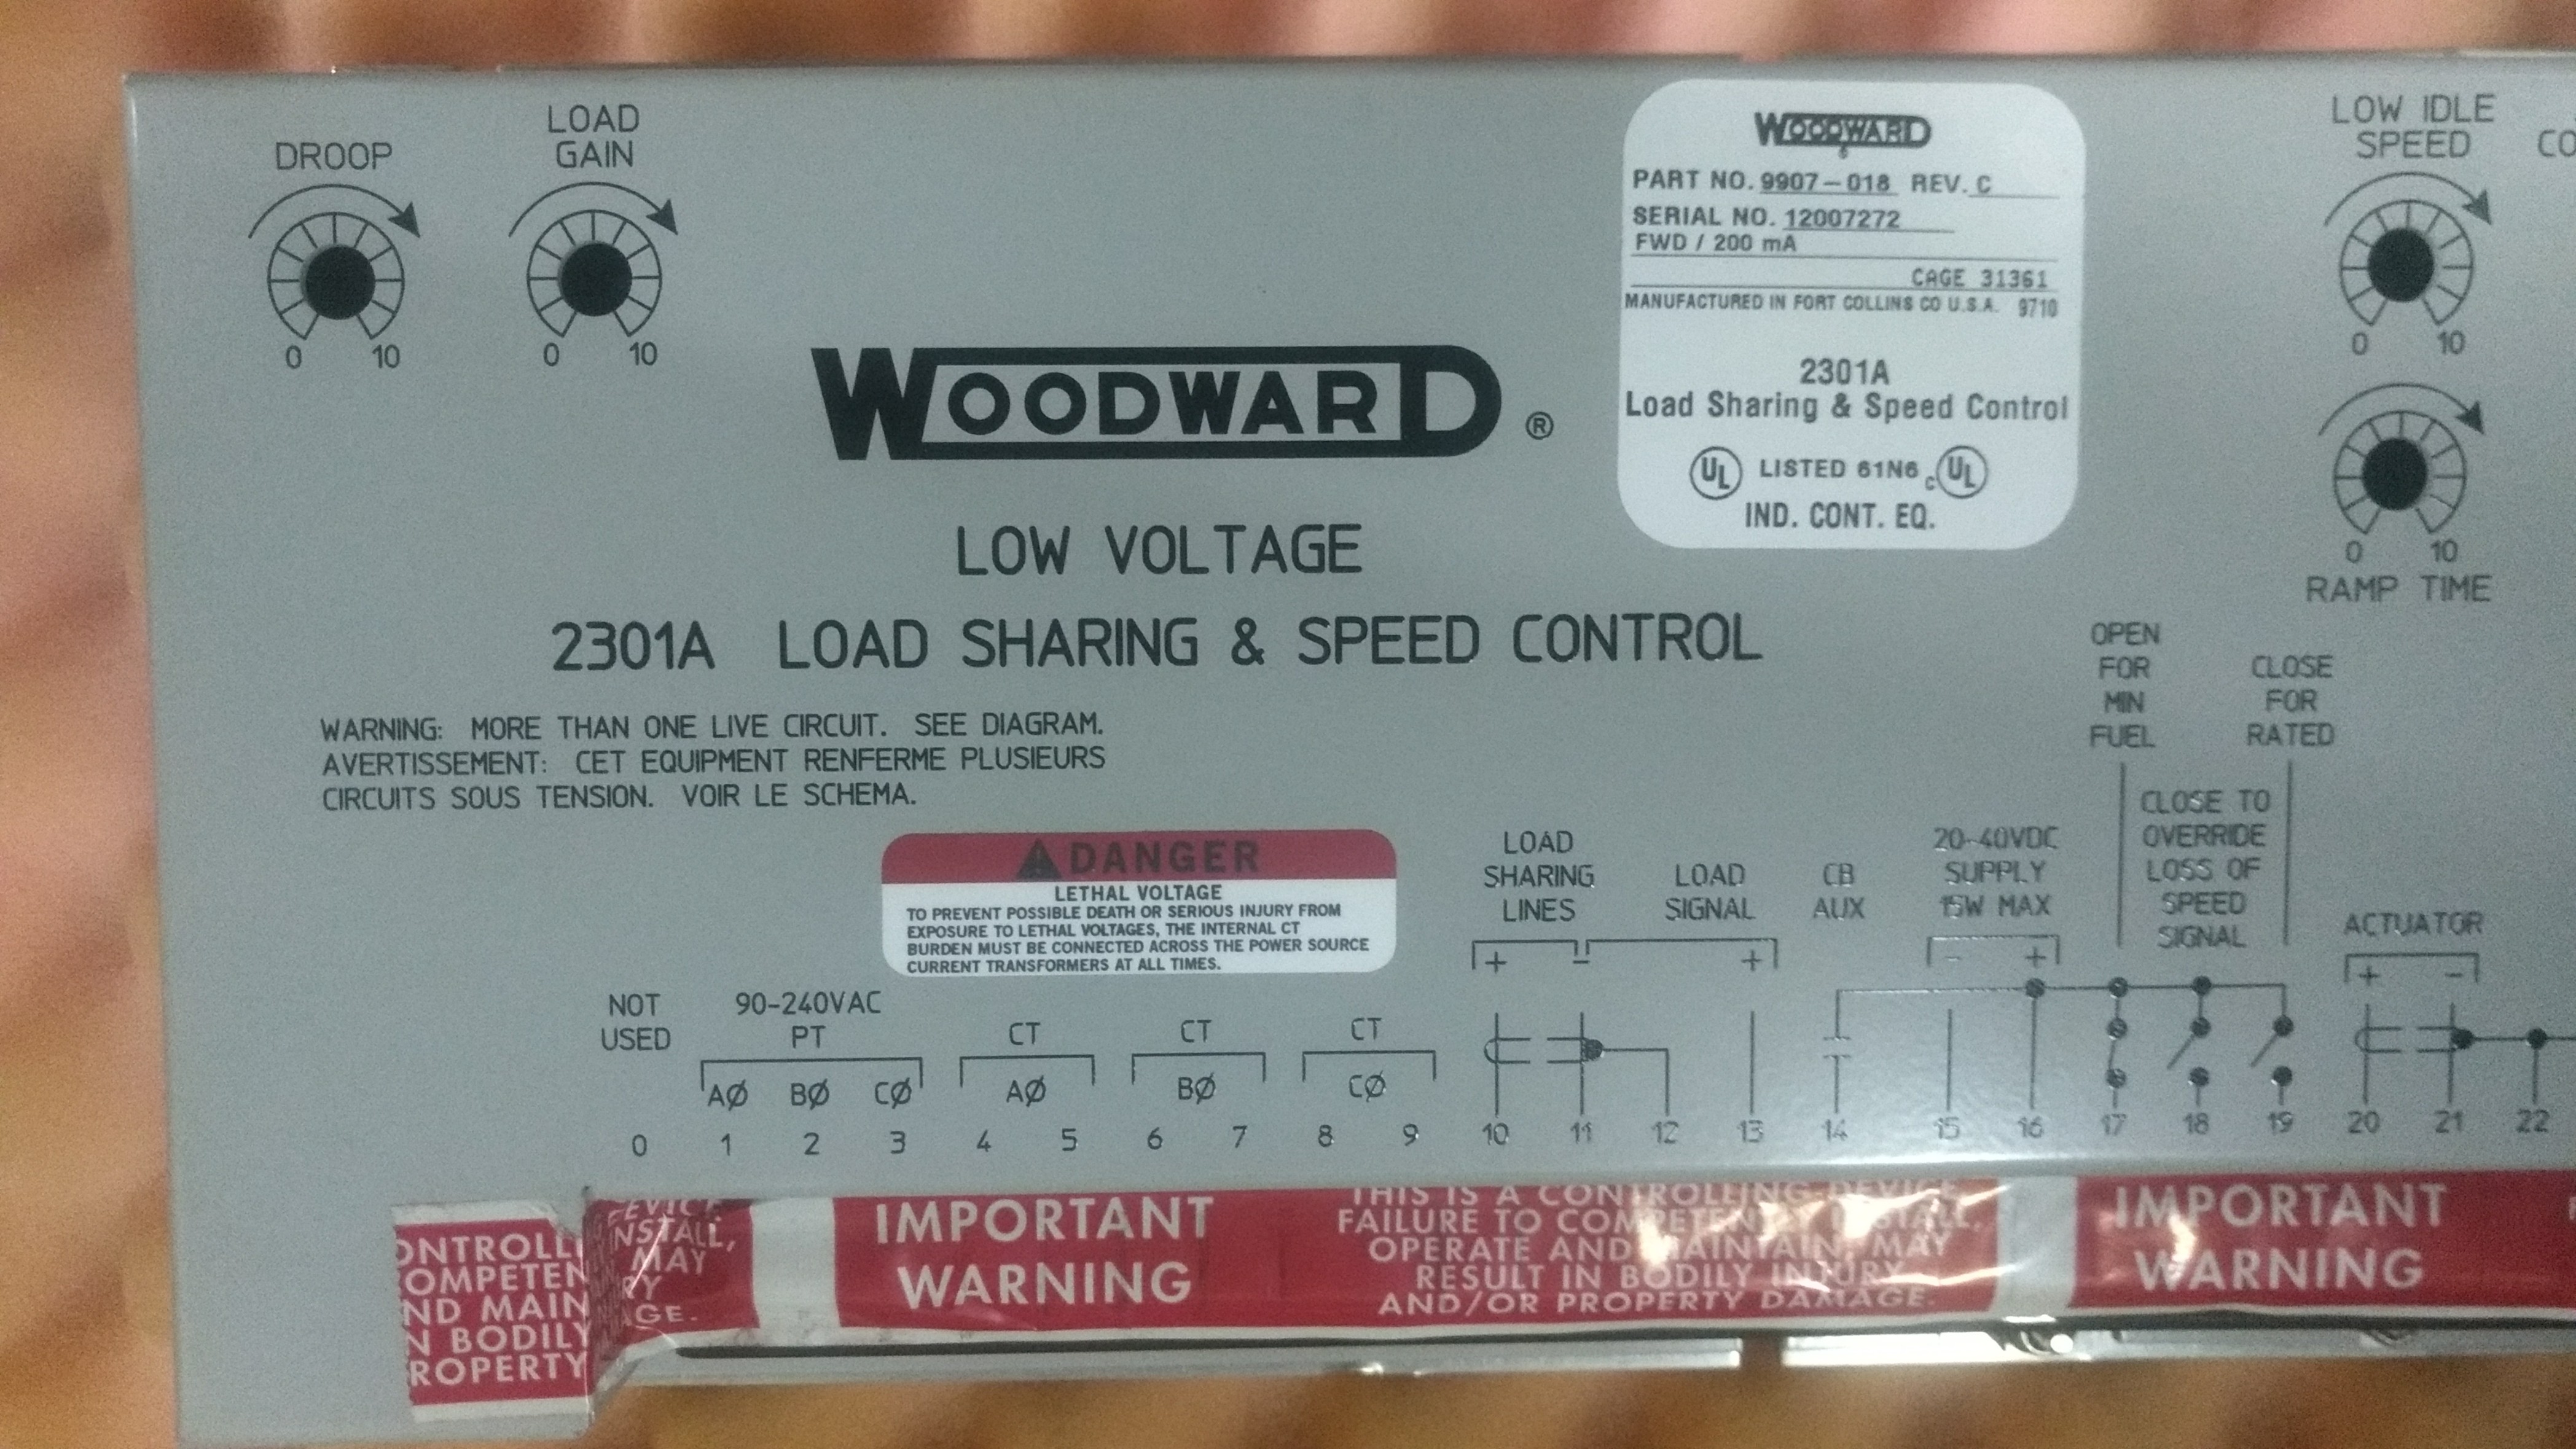 DROOP
0 10
LOAD
GAIN
0 10
WOODWARD
PART NO. 9907-018 REV. C
SERIAL NO. 12007272
FWD / 200 mA
CAGE 31361
MANUFACTURED IN FORT COLLINS CO U.S.A. 9710
2301A
Load Sharing & Speed Control
UL LISTED 61N6 c UL
IND. CONT. EQ.
LOW IDLE
SPEED
0 10
0 10
RAMP TIME
WOODWARD ®
LOW VOLTAGE
2301A LOAD SHARING & SPEED CONTROL
WARNING: MORE THAN ONE LIVE CIRCUIT. SEE DIAGRAM.
AVERTISSEMENT: CET EQUIPMENT RENFERME PLUSIEURS
CIRCUITS SOUS TENSION. VOIR LE SCHEMA.
DANGER
LETHAL VOLTAGE
TO PREVENT POSSIBLE DEATH OR SERIOUS INJURY FROM
EXPOSURE TO LETHAL VOLTAGES, THE INTERNAL CT
BURDEN MUST BE CONNECTED ACROSS THE POWER SOURCE
CURRENT TRANSFORMERS AT ALL TIMES.
NOT
USED
90-240VAC
PT
AØ BØ CØ
CT
AØ
CT
BØ
CT
CØ
LOAD
SHARING
LINES
+ -
LOAD
SIGNAL
+
CB
AUX
20-40VDC
SUPPLY
15W MAX
- +
OPEN
FOR
MIN
FUEL
CLOSE TO
OVERRIDE
LOSS OF
SPEED
SIGNAL
CLOSE
FOR
RATED
ACTUATOR
+ -
0 1 2 3 4 5 6 7 8 9 10 11 12 13 14 15 16 17 18 19 20 21 22
INSTALL,
MAY
BODILY
IMPORTANT
WARNING
THIS IS A CONTROLLING DEVICE
FAILURE TO COMPETENTLY INSTALL,
OPERATE AND MAINTAIN, MAY
RESULT IN BODILY INJURY
AND/OR PROPERTY DAMAGE.
IMPORTANT
WARNING